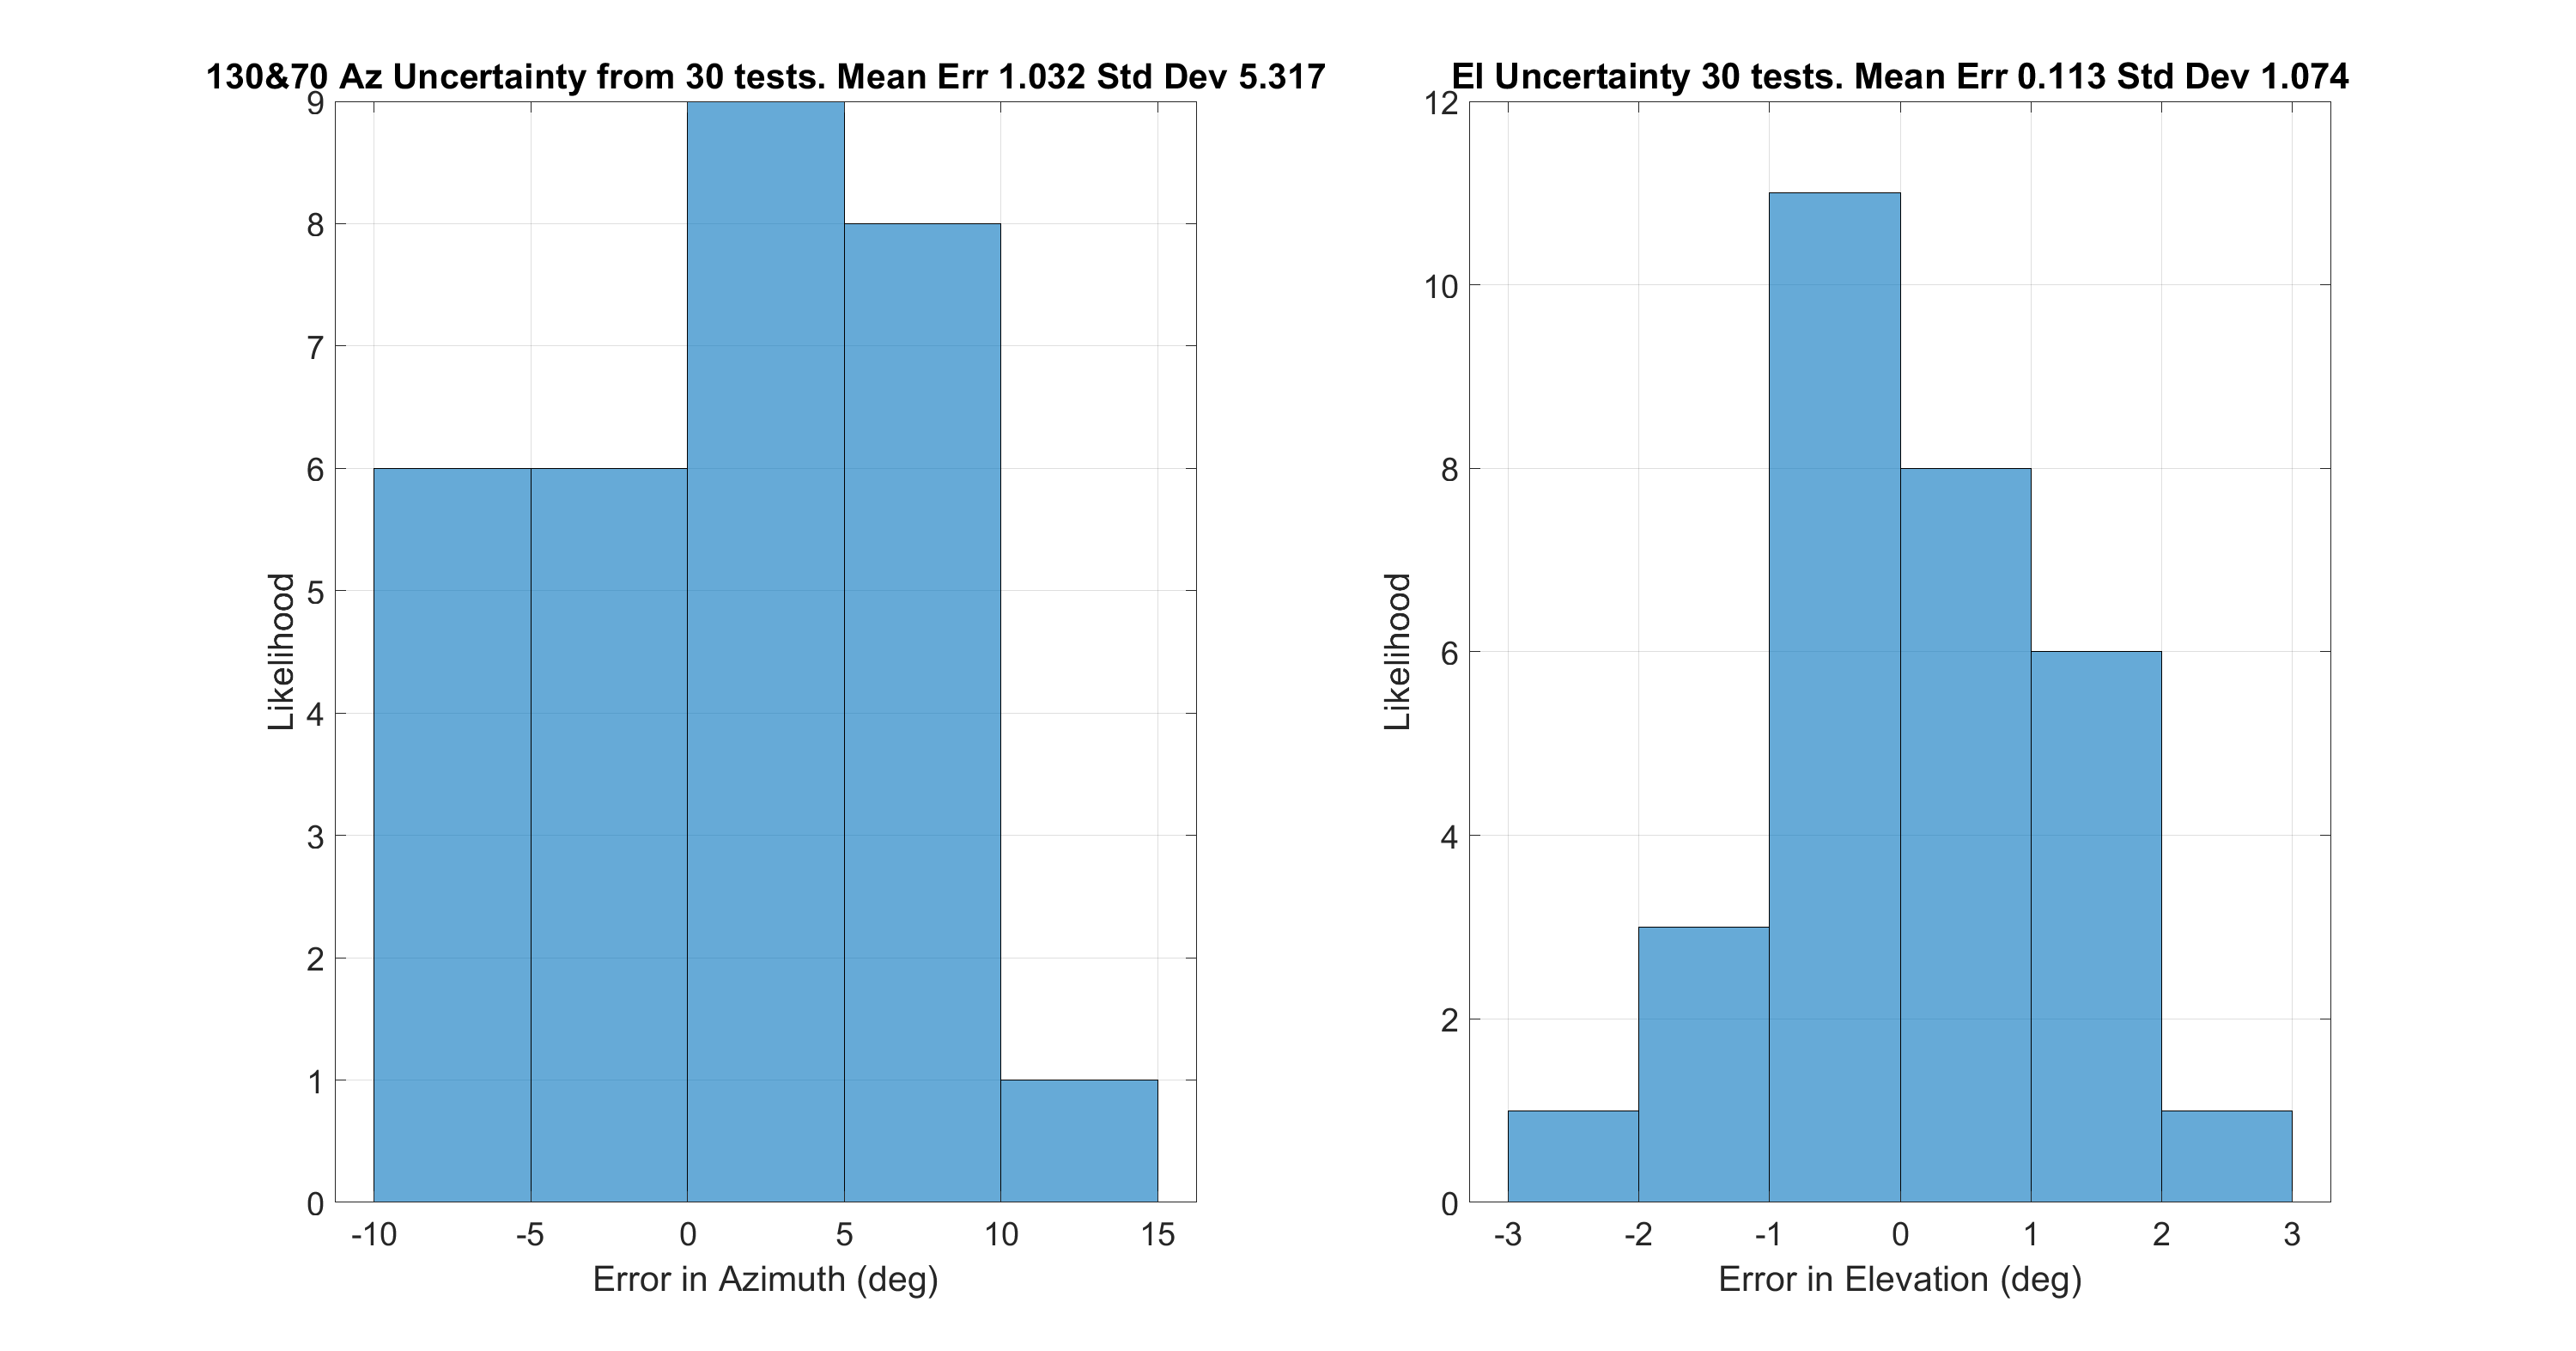 130&70 Az Uncertainty from 30 tests. Mean Err 1.032 Std Dev 5.317
9
8
7
6
5
4
3
2
1
0
Likelihood
-10 -5 0 5 10 15
Error in Azimuth (deg)
El Uncertainty 30 tests. Mean Err 0.113 Std Dev 1.074
12
10
8
6
4
2
0
Likelihood
-3 -2 -1 0 1 2 3
Error in Elevation (deg)